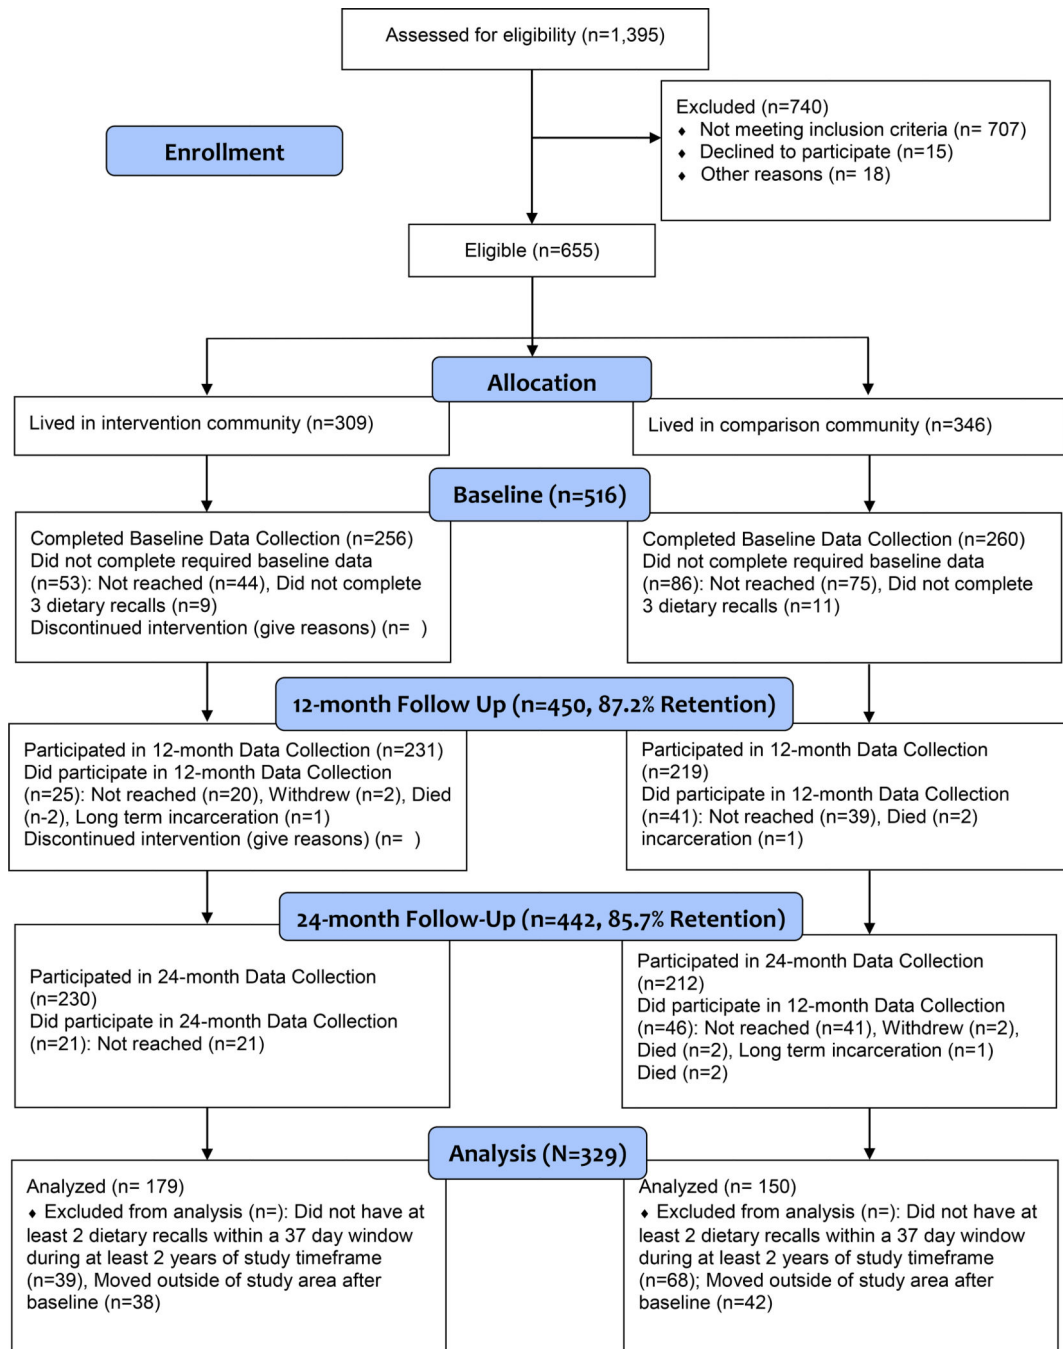 Assessed for eligibility (n=1,395)
Excluded (n=740)
♦ Not meeting inclusion criteria (n= 707)
♦ Declined to participate (n=15)
♦ Other reasons (n= 18)
Enrollment
Eligible (n=655)
Allocation
Lived in intervention community (n=309)
Lived in comparison community (n=346)
Baseline (n=516)
Completed Baseline Data Collection (n=256)
Did not complete required baseline data
(n=53): Not reached (n=44), Did not complete
3 dietary recalls (n=9)
Discontinued intervention (give reasons) (n=  )
Completed Baseline Data Collection (n=260)
Did not complete required baseline data
(n=86): Not reached (n=75), Did not complete
3 dietary recalls (n=11)
12-month Follow Up (n=450, 87.2% Retention)
Participated in 12-month Data Collection (n=231)
Did participate in 12-month Data Collection
(n=25): Not reached (n=20), Withdrew (n=2), Died
(n-2), Long term incarceration (n=1)
Discontinued intervention (give reasons) (n=  )
Participated in 12-month Data Collection
(n=219)
Did participate in 12-month Data Collection
(n=41): Not reached (n=39), Died (n=2)
incarceration (n=1)
24-month Follow-Up (n=442, 85.7% Retention)
Participated in 24-month Data Collection
(n=230)
Did participate in 24-month Data Collection
(n=21): Not reached (n=21)
Participated in 24-month Data Collection
(n=212)
Did participate in 12-month Data Collection
(n=46): Not reached (n=41), Withdrew (n=2),
Died (n=2), Long term incarceration (n=1)
Died (n=2)
Analysis (N=329)
Analyzed (n= 179)
♦ Excluded from analysis (n=): Did not have at
least 2 dietary recalls within a 37 day window
during at least 2 years of study timeframe
(n=39), Moved outside of study area after
baseline (n=38)
Analyzed (n= 150)
♦ Excluded from analysis (n=): Did not have at
least 2 dietary recalls within a 37 day window
during at least 2 years of study timeframe
(n=68); Moved outside of study area after
baseline (n=42)